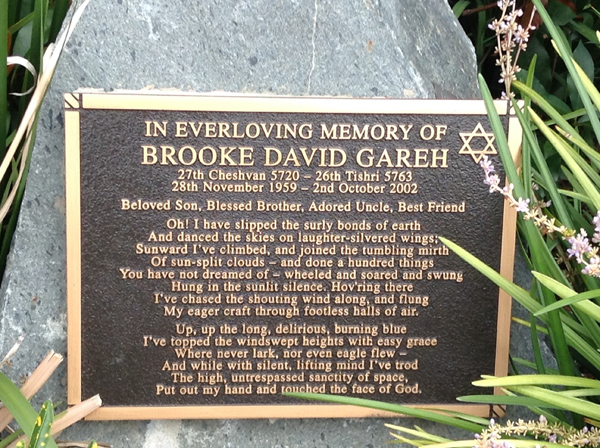 IN EVERLOVING MEMORY OF
BROOKE DAVID GAREH
27th Cheshvan 5720 – 26th Tishri 5763
28th November 1959 – 2nd October 2002
Beloved Son, Blessed Brother, Adored Uncle, Best Friend
Oh! I have slipped the surly bonds of earth
And danced the skies on laughter-silvered wings;
Sunward I've climbed, and joined the tumbling mirth
Of sun-split clouds – and done a hundred things
You have not dreamed of – wheeled and soared and swung
Hung in the sunlit silence. Hov'ring there
I've chased the shouting wind along, and flung
My eager craft through footless halls of air.
Up, up the long, delirious, burning blue
I've topped the windswept heights with easy grace
Where never lark, nor even eagle flew –
And while with silent, lifting mind I've trod
The high, untrespassed sanctity of space,
Put out my hand and touched the face of God.